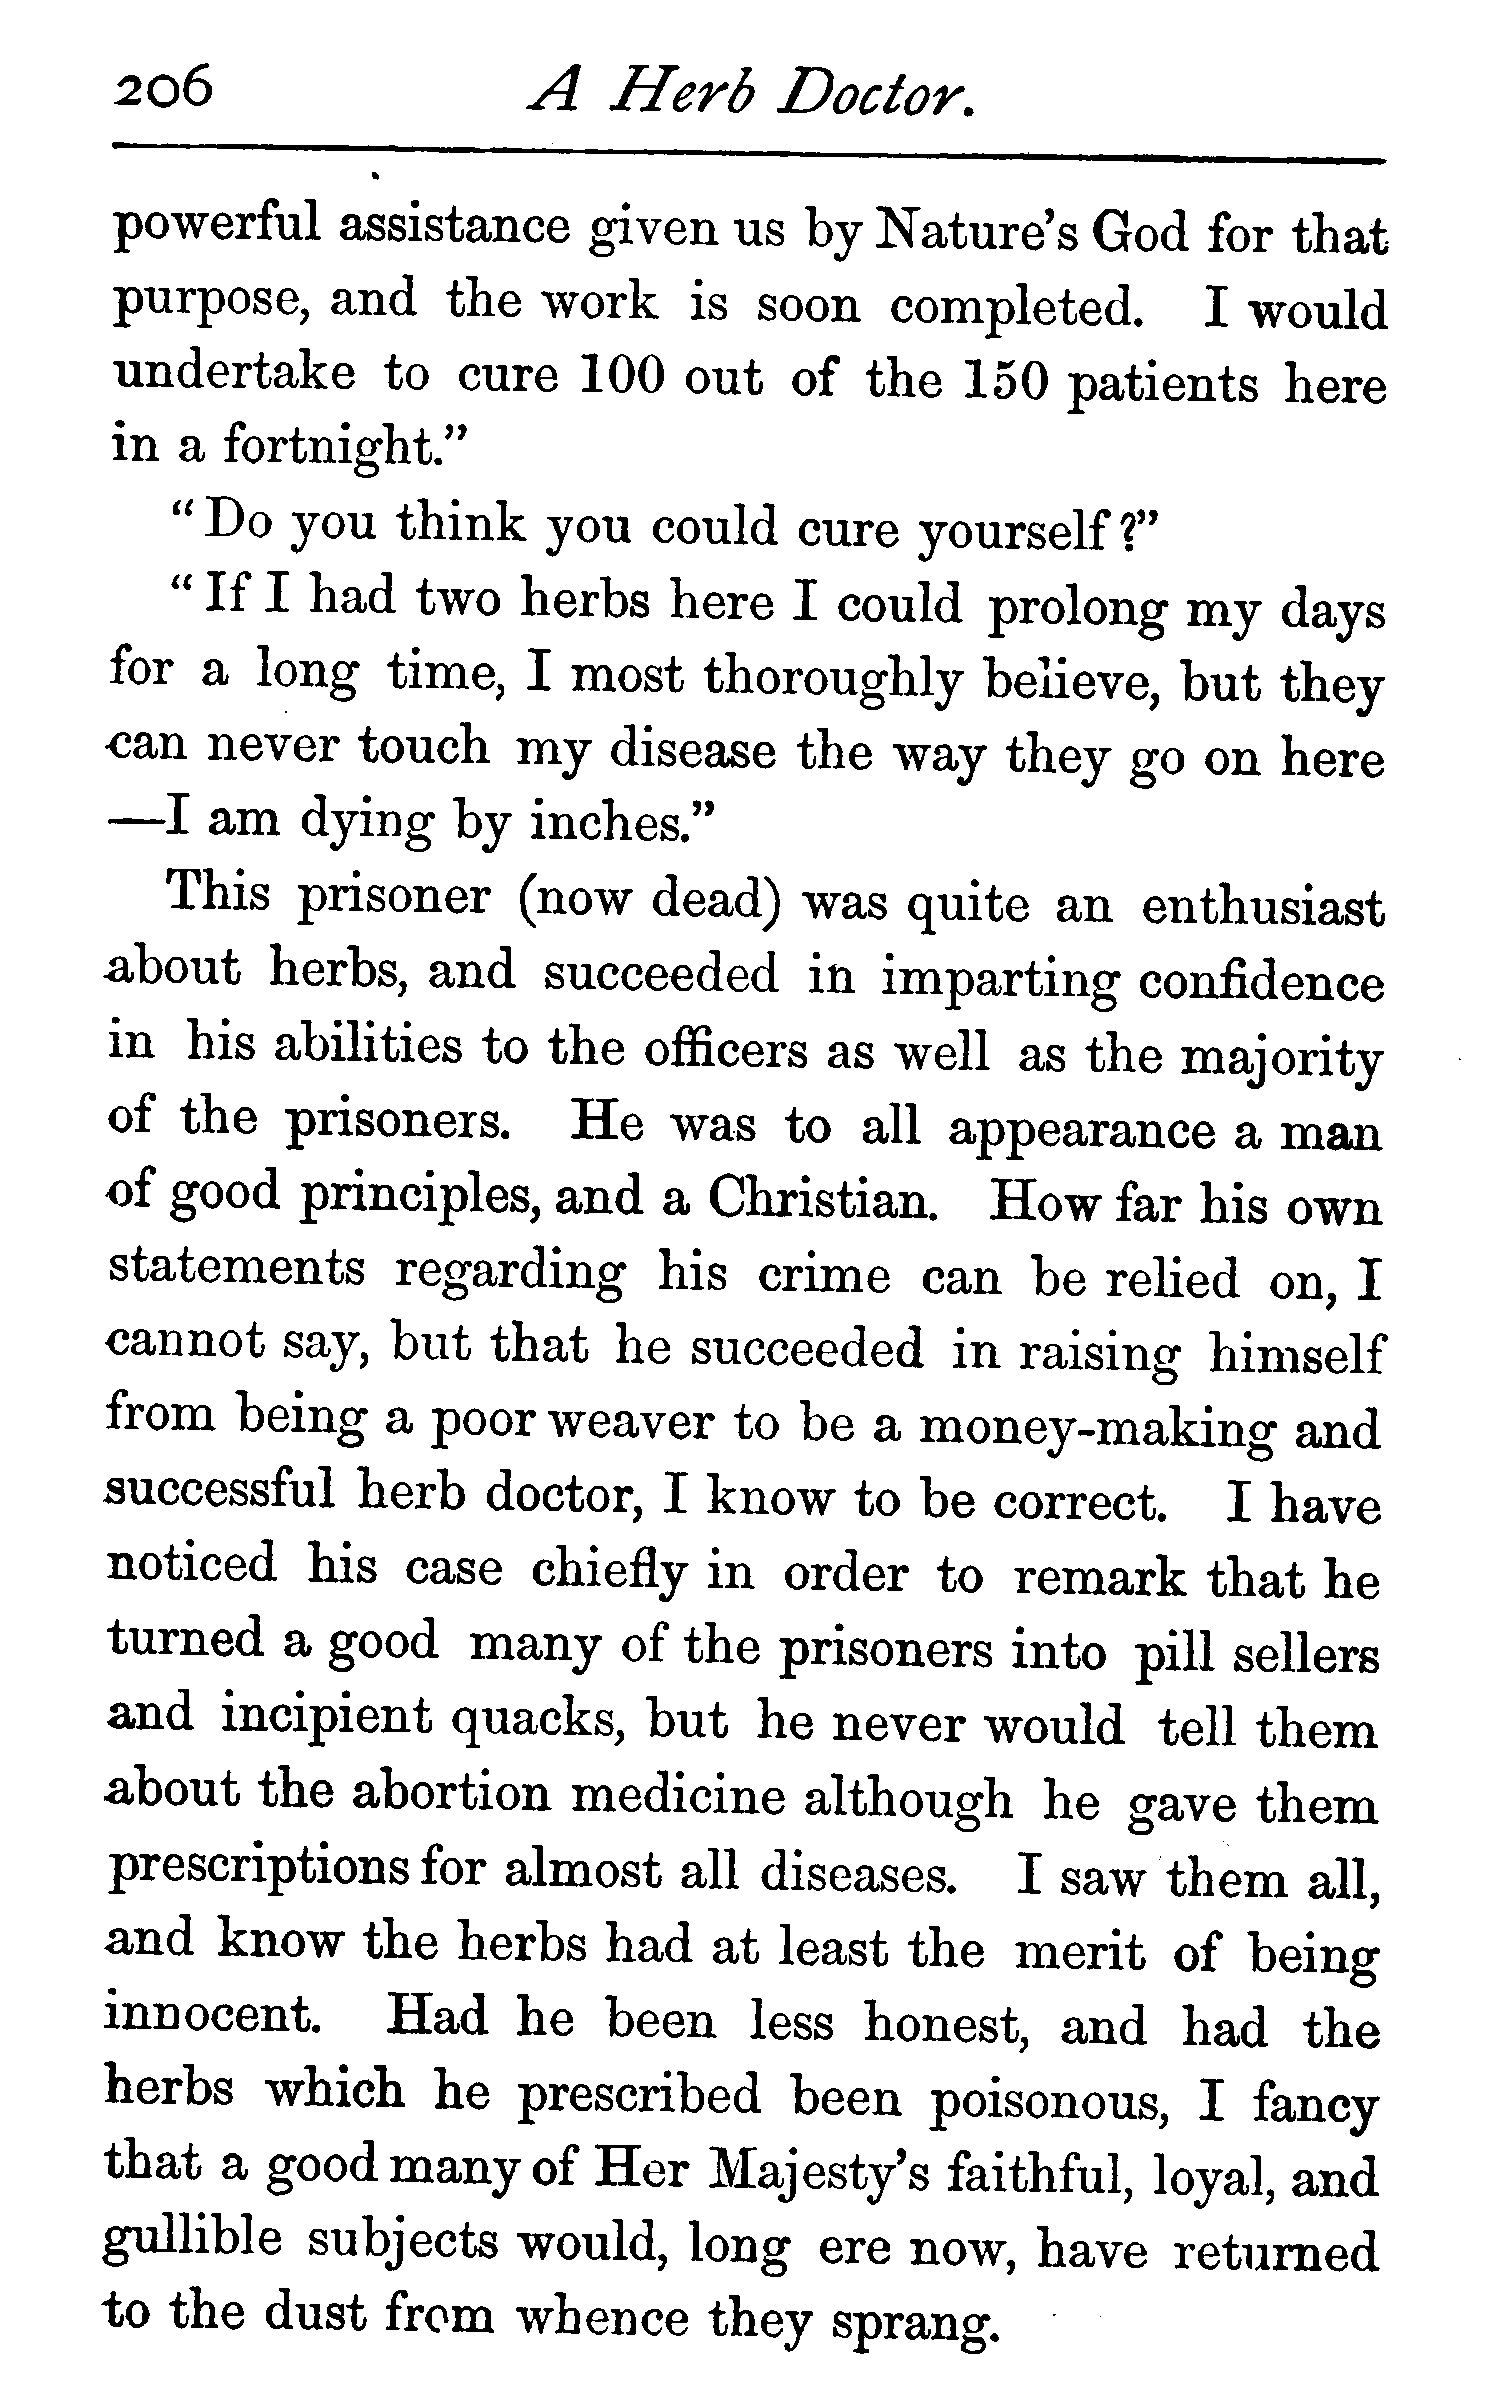 206 A Herb Doctor.
powerful assistance given us by Nature's God for that
purpose, and the work is soon completed. I would
undertake to cure 100 out of the 150 patients here
in a fortnight."
"Do you think you could cure yourself?"
"If I had two herbs here I could prolong my days
for a long time, I most thoroughly believe, but they
can never touch my disease the way they go on here
—I am dying by inches."
This prisoner (now dead) was quite an enthusiast
about herbs, and succeeded in imparting confidence
in his abilities to the officers as well as the majority
of the prisoners. He was to all appearance a man
of good principles, and a Christian. How far his own
statements regarding his crime can be relied on, I
cannot say, but that he succeeded in raising himself
from being a poor weaver to be a money-making and
successful herb doctor, I know to be correct. I have
noticed his case chiefly in order to remark that he
turned a good many of the prisoners into pill sellers
and incipient quacks, but he never would tell them
about the abortion medicine although he gave them
prescriptions for almost all diseases. I saw them all,
and know the herbs had at least the merit of being
innocent. Had he been less honest, and had the
herbs which he prescribed been poisonous, I fancy
that a good many of Her Majesty's faithful, loyal, and
gullible subjects would, long ere now, have returned
to the dust from whence they sprang.